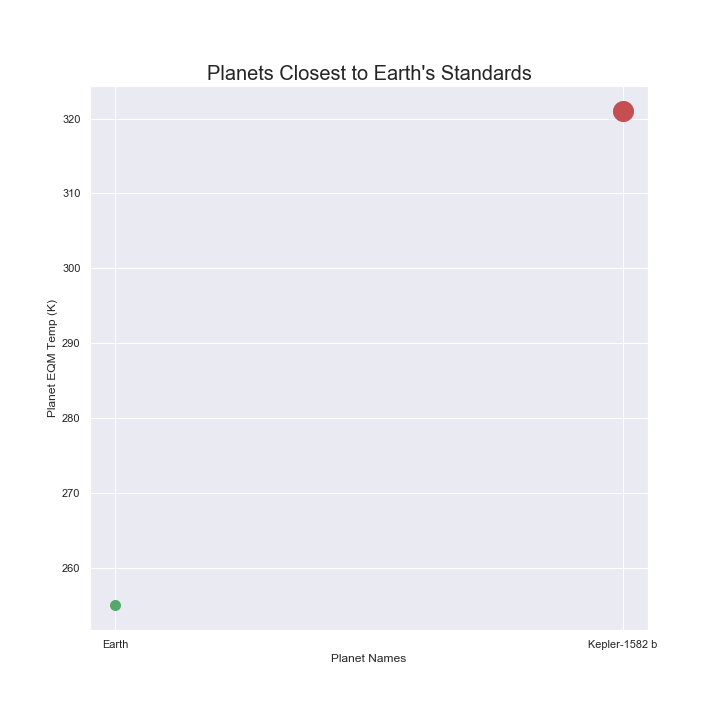 Planets Closest to Earth's Standards
320
310
300
290
280
270
260
Planet EQM Temp (K)
Earth
Kepler-1582 b
Planet Names